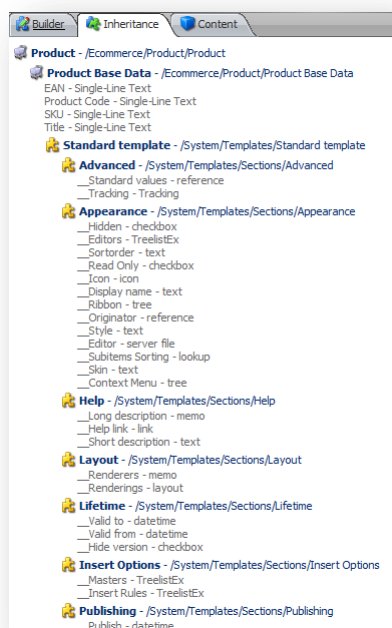 Builder Inheritance Content
Product - /Ecommerce/Product/Product
Product Base Data - /Ecommerce/Product/Product Base Data
EAN - Single-Line Text
Product Code - Single-Line Text
SKU - Single-Line Text
Title - Single-Line Text
Standard template - /System/Templates/Standard template
Advanced - /System/Templates/Sections/Advanced
__Standard values - reference
__Tracking - Tracking
Appearance - /System/Templates/Sections/Appearance
__Hidden - checkbox
__Editors - TreelistEx
__Sortorder - text
__Read Only - checkbox
__Icon - icon
__Display name - text
__Ribbon - tree
__Originator - reference
__Style - text
__Editor - server file
__Subitems Sorting - lookup
__Skin - text
__Context Menu - tree
Help - /System/Templates/Sections/Help
__Long description - memo
__Help link - link
__Short description - text
Layout - /System/Templates/Sections/Layout
__Renderers - memo
__Renderings - layout
Lifetime - /System/Templates/Sections/Lifetime
__Valid to - datetime
__Valid from - datetime
__Hide version - checkbox
Insert Options - /System/Templates/Sections/Insert Options
__Masters - TreelistEx
__Insert Rules - TreelistEx
Publishing - /System/Templates/Sections/Publishing
__Publish - datetime